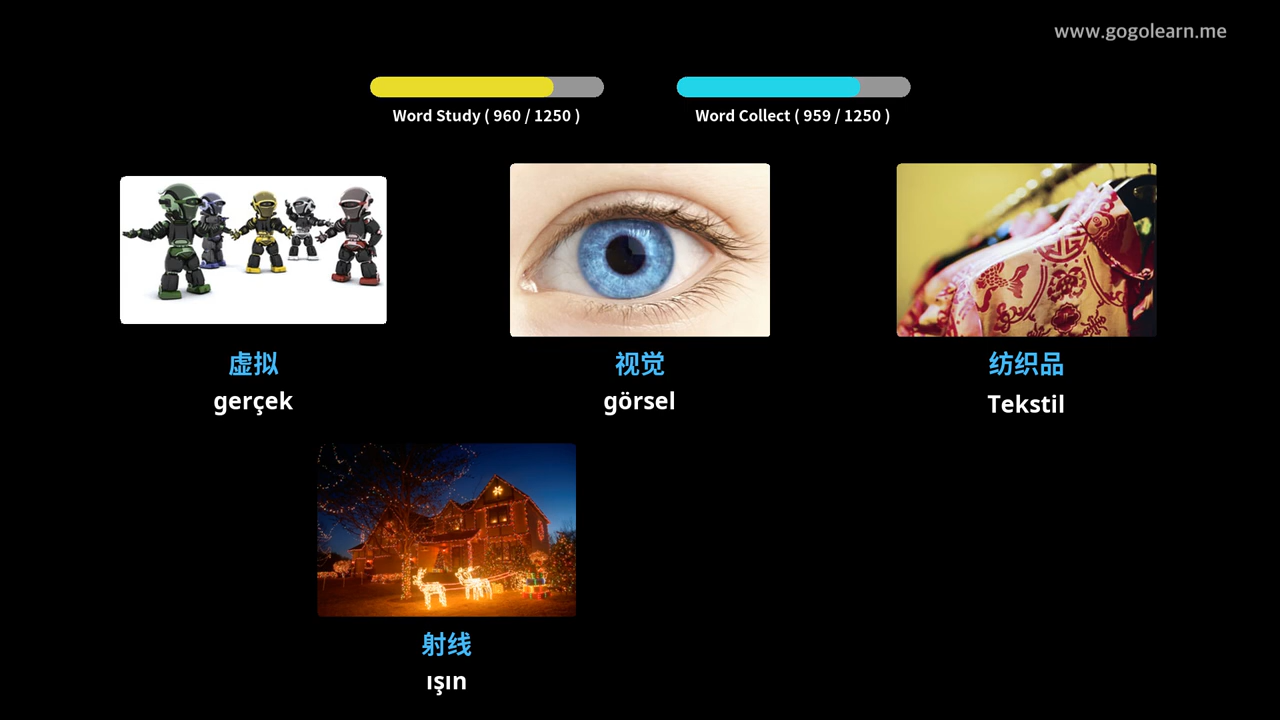 www.gogolearn.me
Word Study ( 960 / 1250 )
Word Collect ( 959 / 1250 )
虚拟
gerçek
视觉
görsel
纺织品
Tekstil
射线
ışın